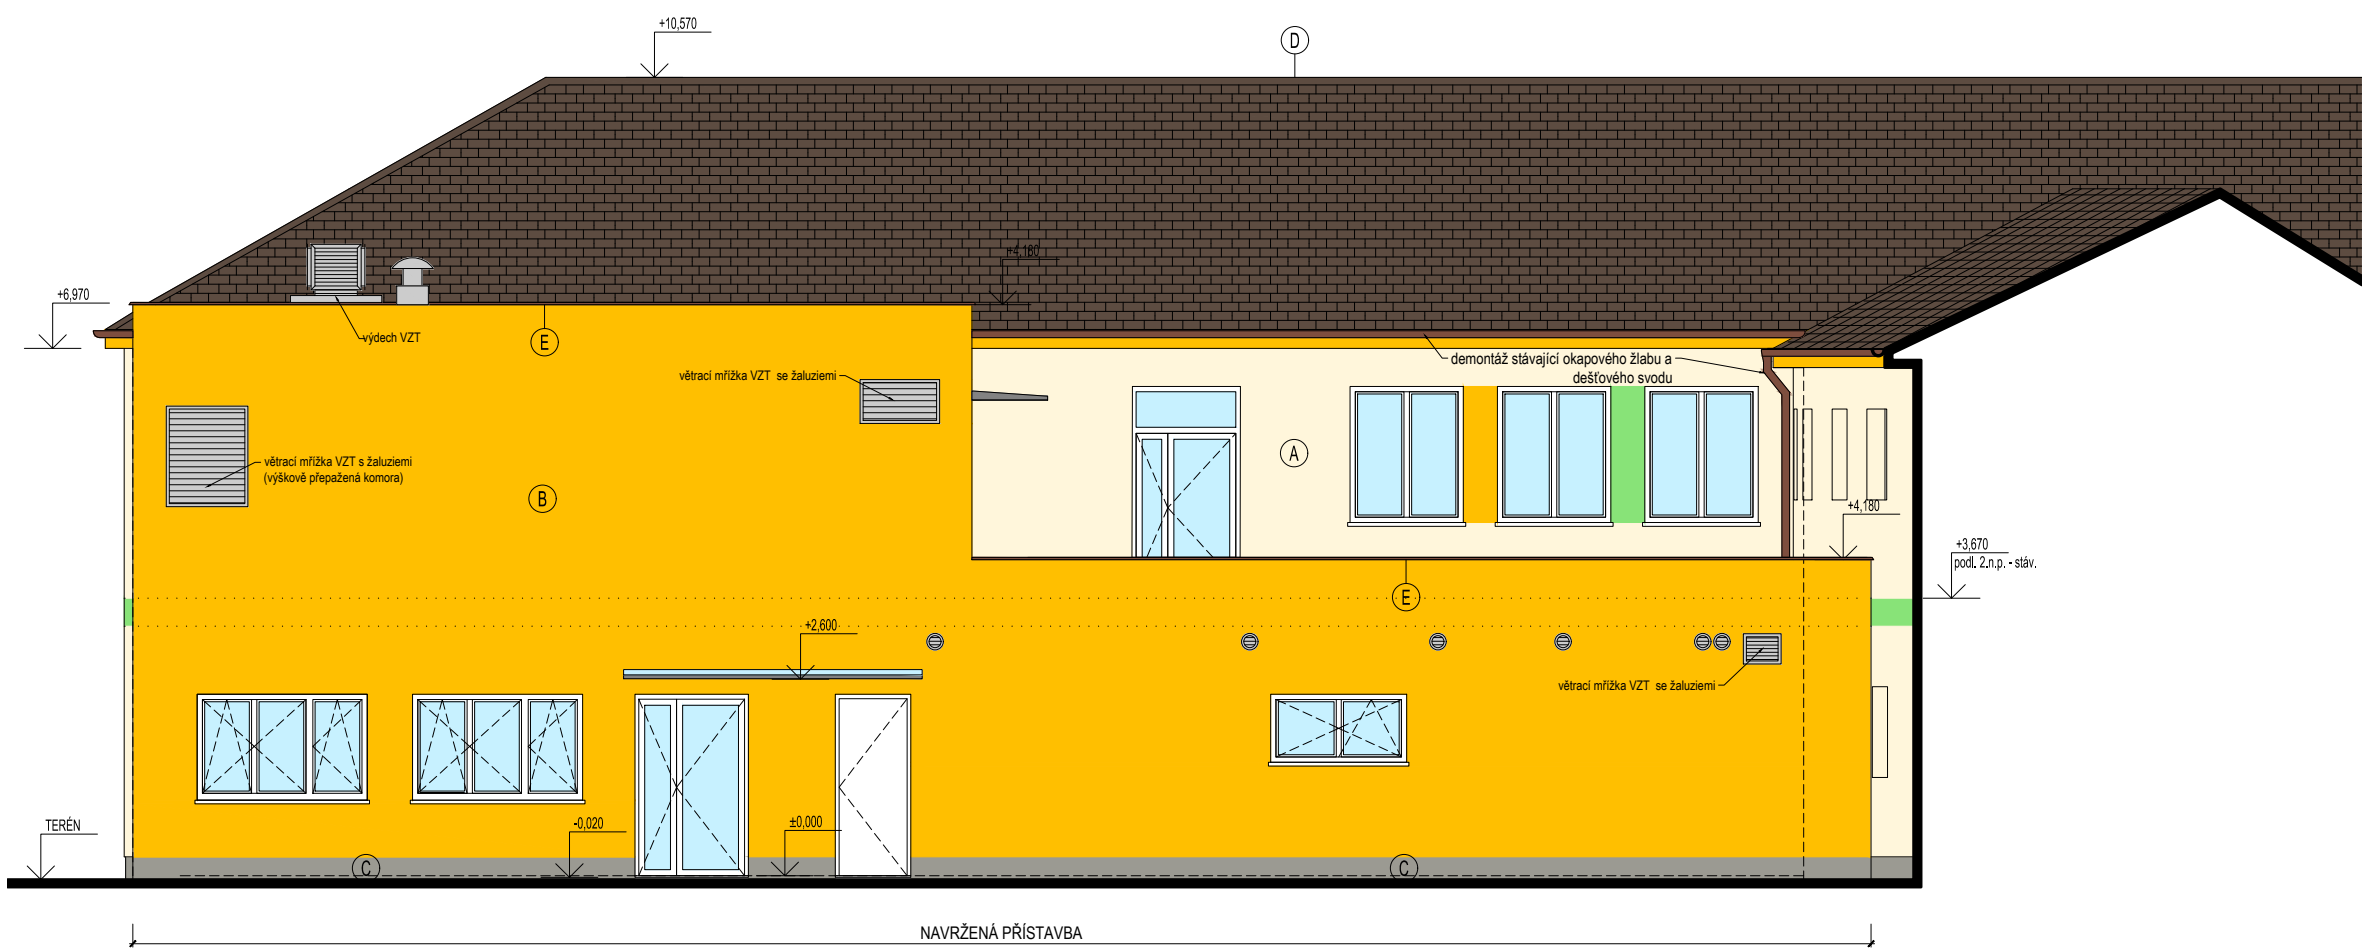 +10,570
D
+4,180
+6,970
výdech VZT
E
větrací mřížka VZT se žaluziemi
demontáž stávající okapového žlabu a
dešťového svodu
větrací mřížka VZT s žaluziemi
(výškově přepažená komora)
A
B
+4,180
+3,670
podl. 2.n.p. - stáv.
E
+2,600
větrací mřížka VZT se žaluziemi
TERÉN
-0,020
±0,000
C
C
NAVRŽENÁ PŘÍSTAVBA